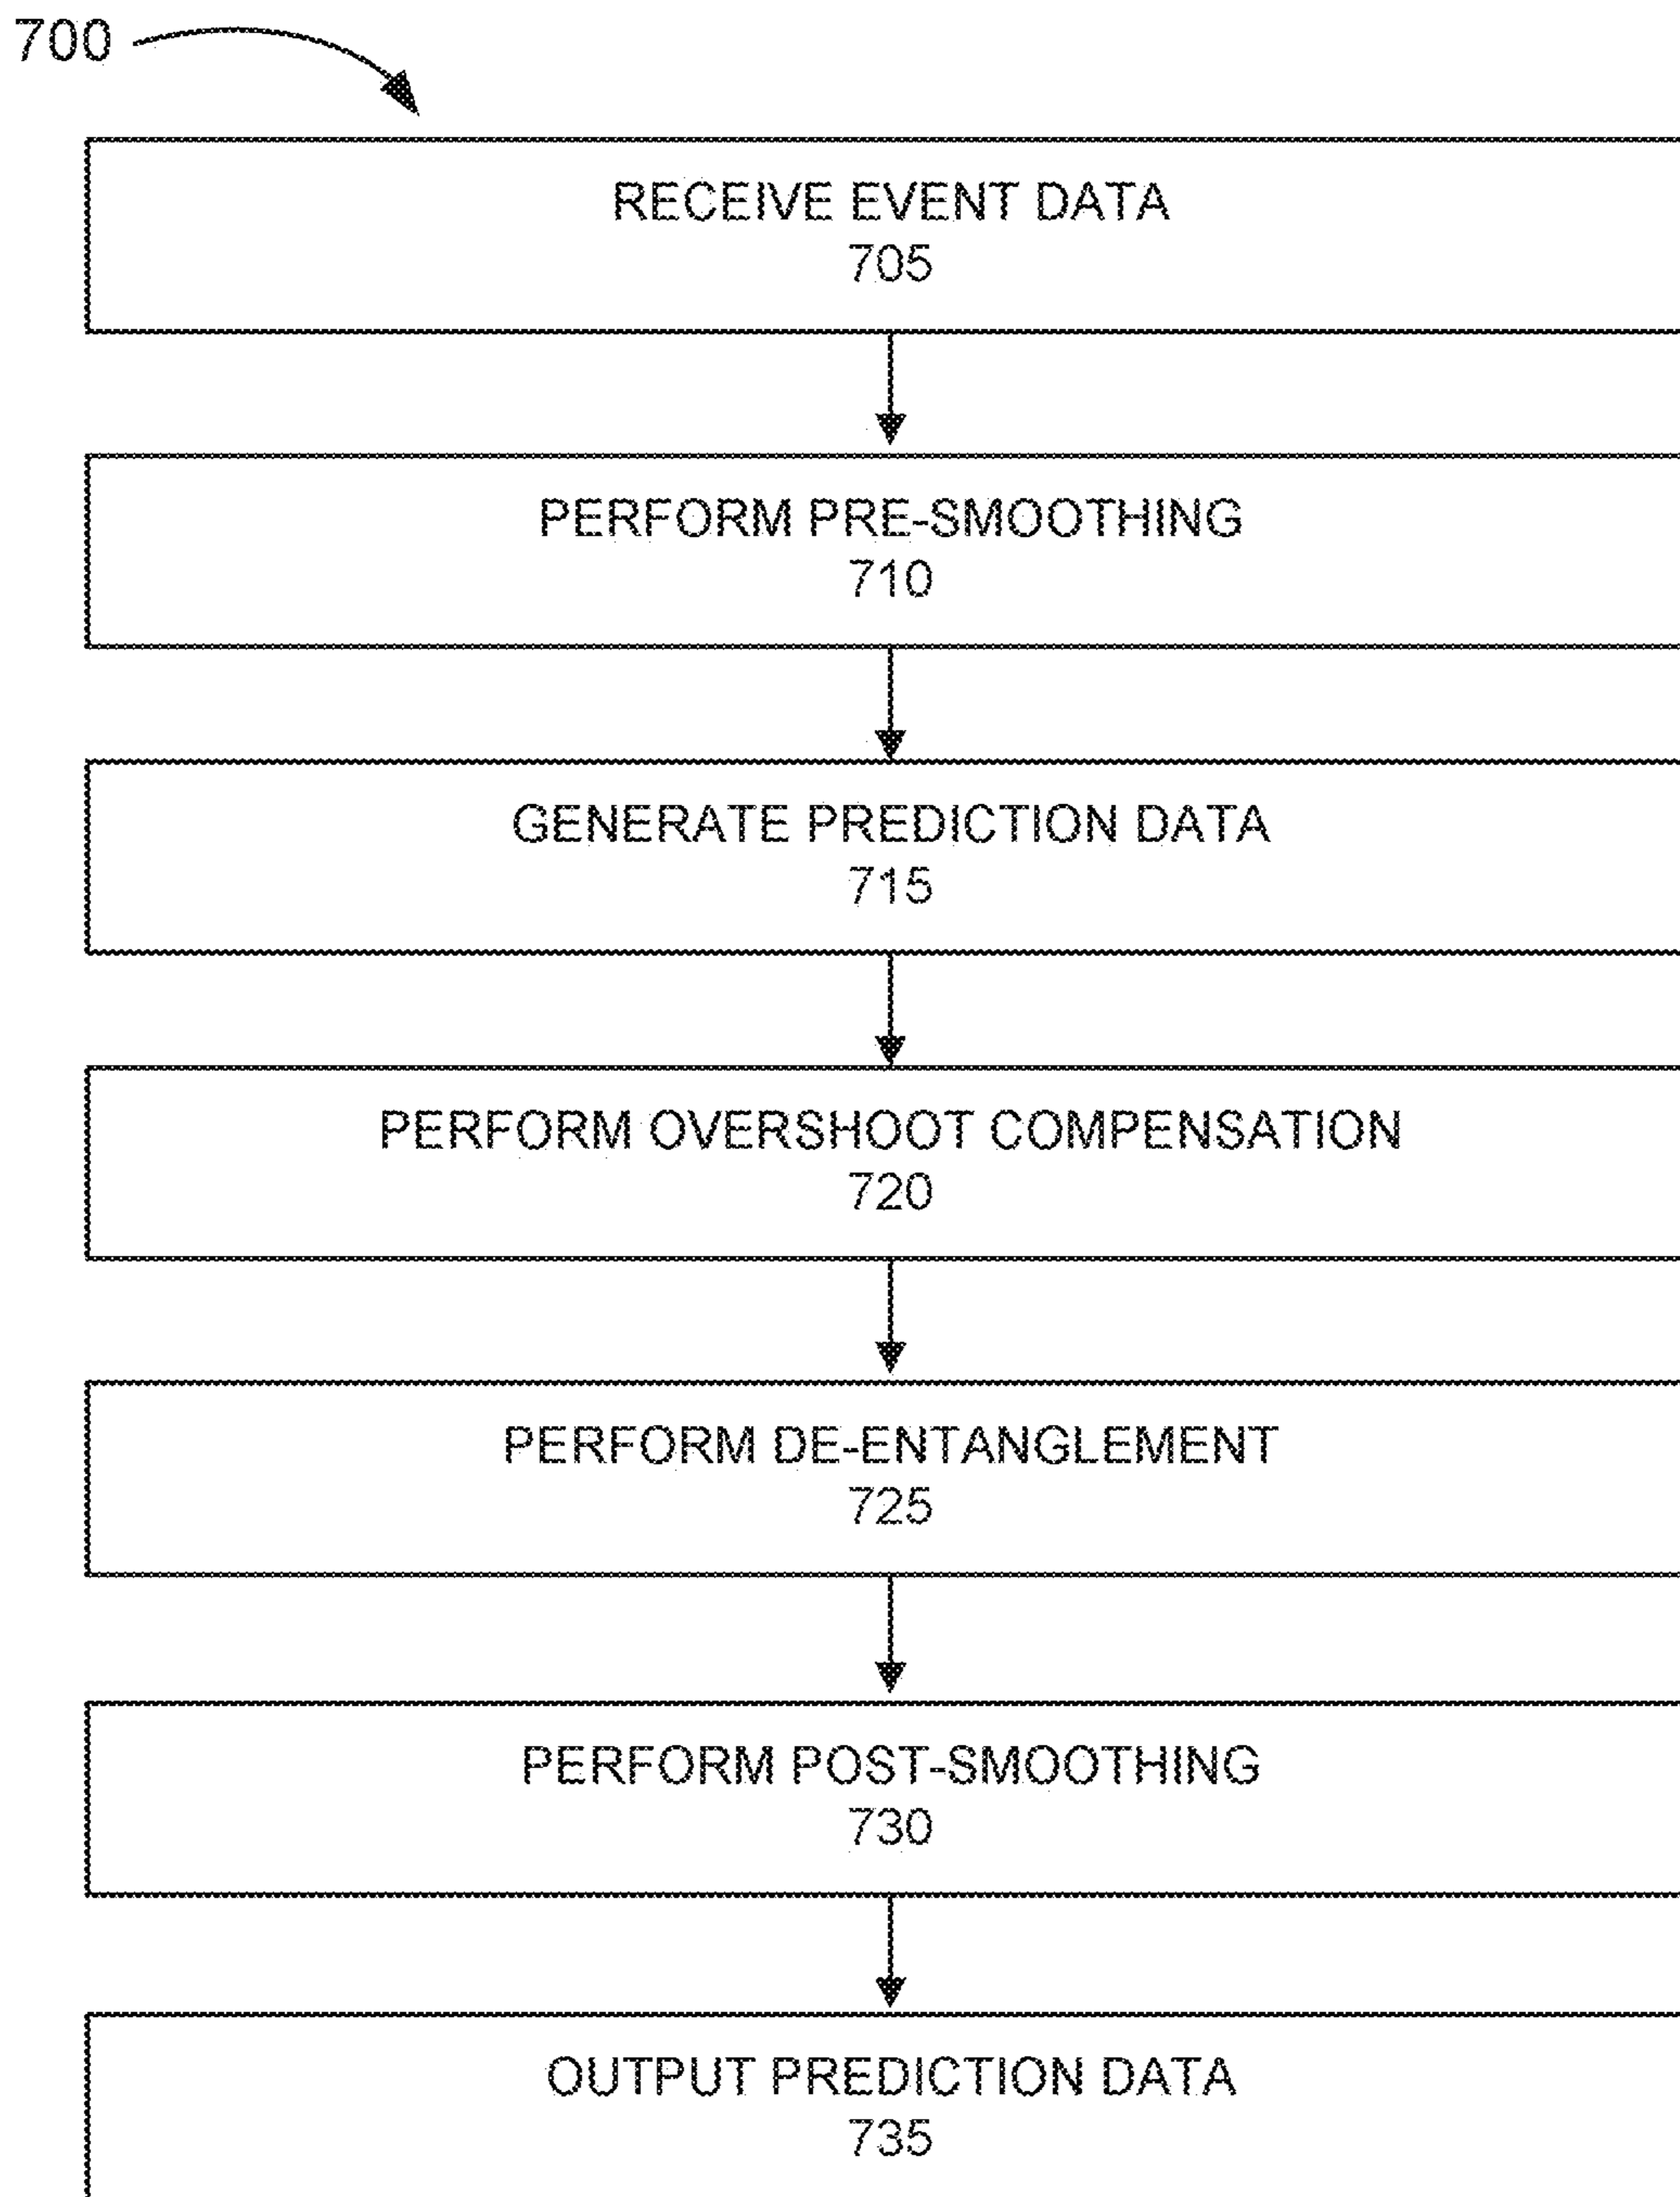 700
RECEIVE EVENT DATA
705
PERFORM PRE-SMOOTHING
710
GENERATE PREDICTION DATA
715
PERFORM OVERSHOOT COMPENSATION
720
PERFORM DE-ENTANGLEMENT
725
PERFORM POST-SMOOTHING
730
OUTPUT PREDICTION DATA
735